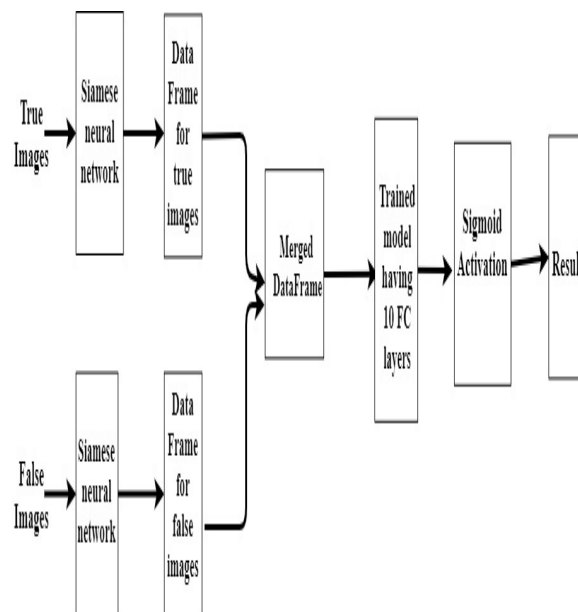 True
Images
Siamese
neural
network
Data
Frame
for
true
images
False
Images
Siamese
neural
network
Data
Frame
for
false
images
Merged
DataFrame
Trained
model
having
10 FC
layers
Sigmoid
Activation
Result